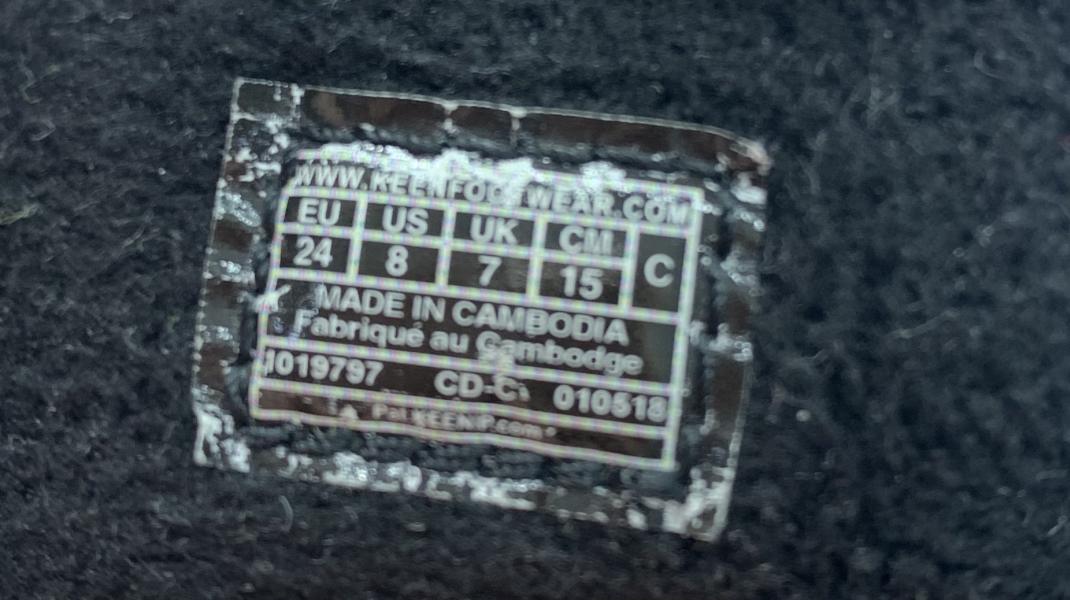 WWW.KEENFOOTWEAR.COM
EU US UK CM C
24 8 7 15
MADE IN CAMBODIA
Fabriqué au Cambodge
1019797 010518